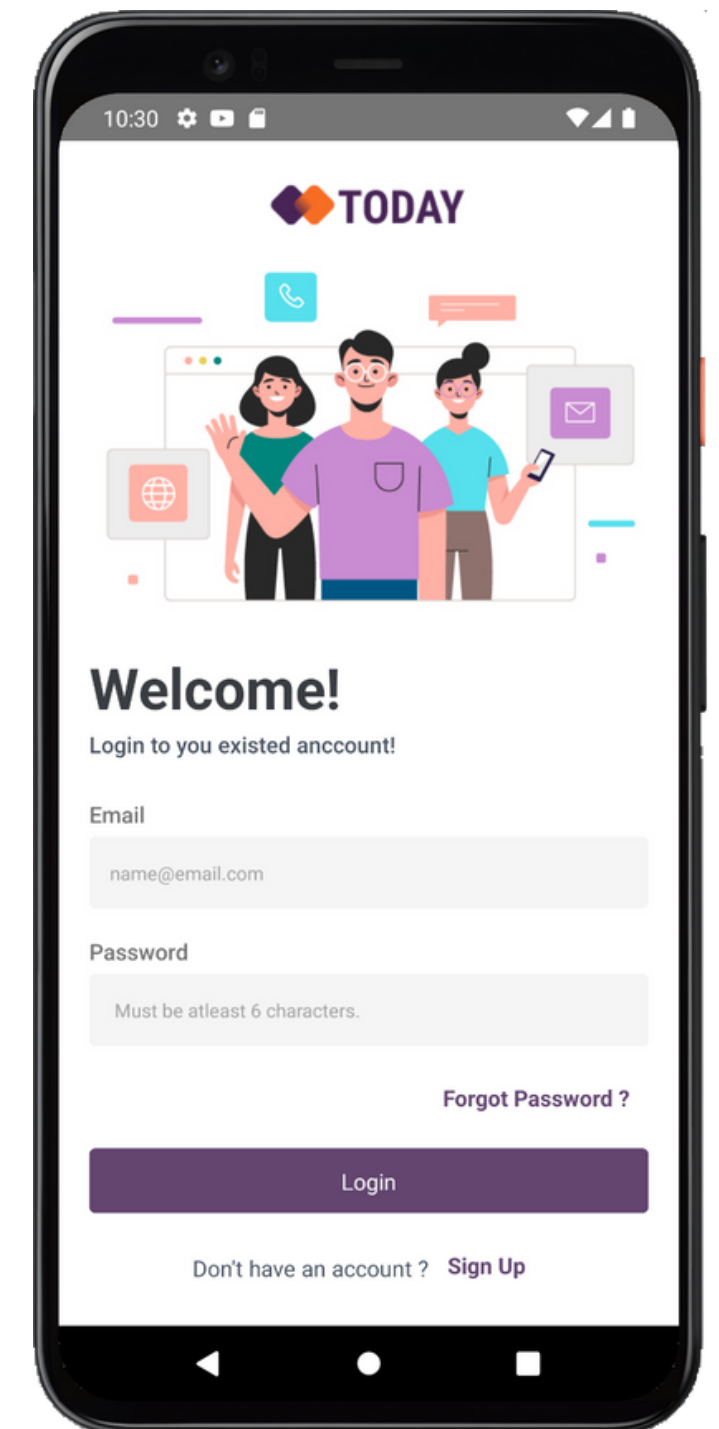 10:30
TODAY
Welcome!
Login to you existed anccount!
Email
name@email.com
Password
Must be atleast 6 characters.
Forgot Password ?
Login
Don't have an account ? Sign Up